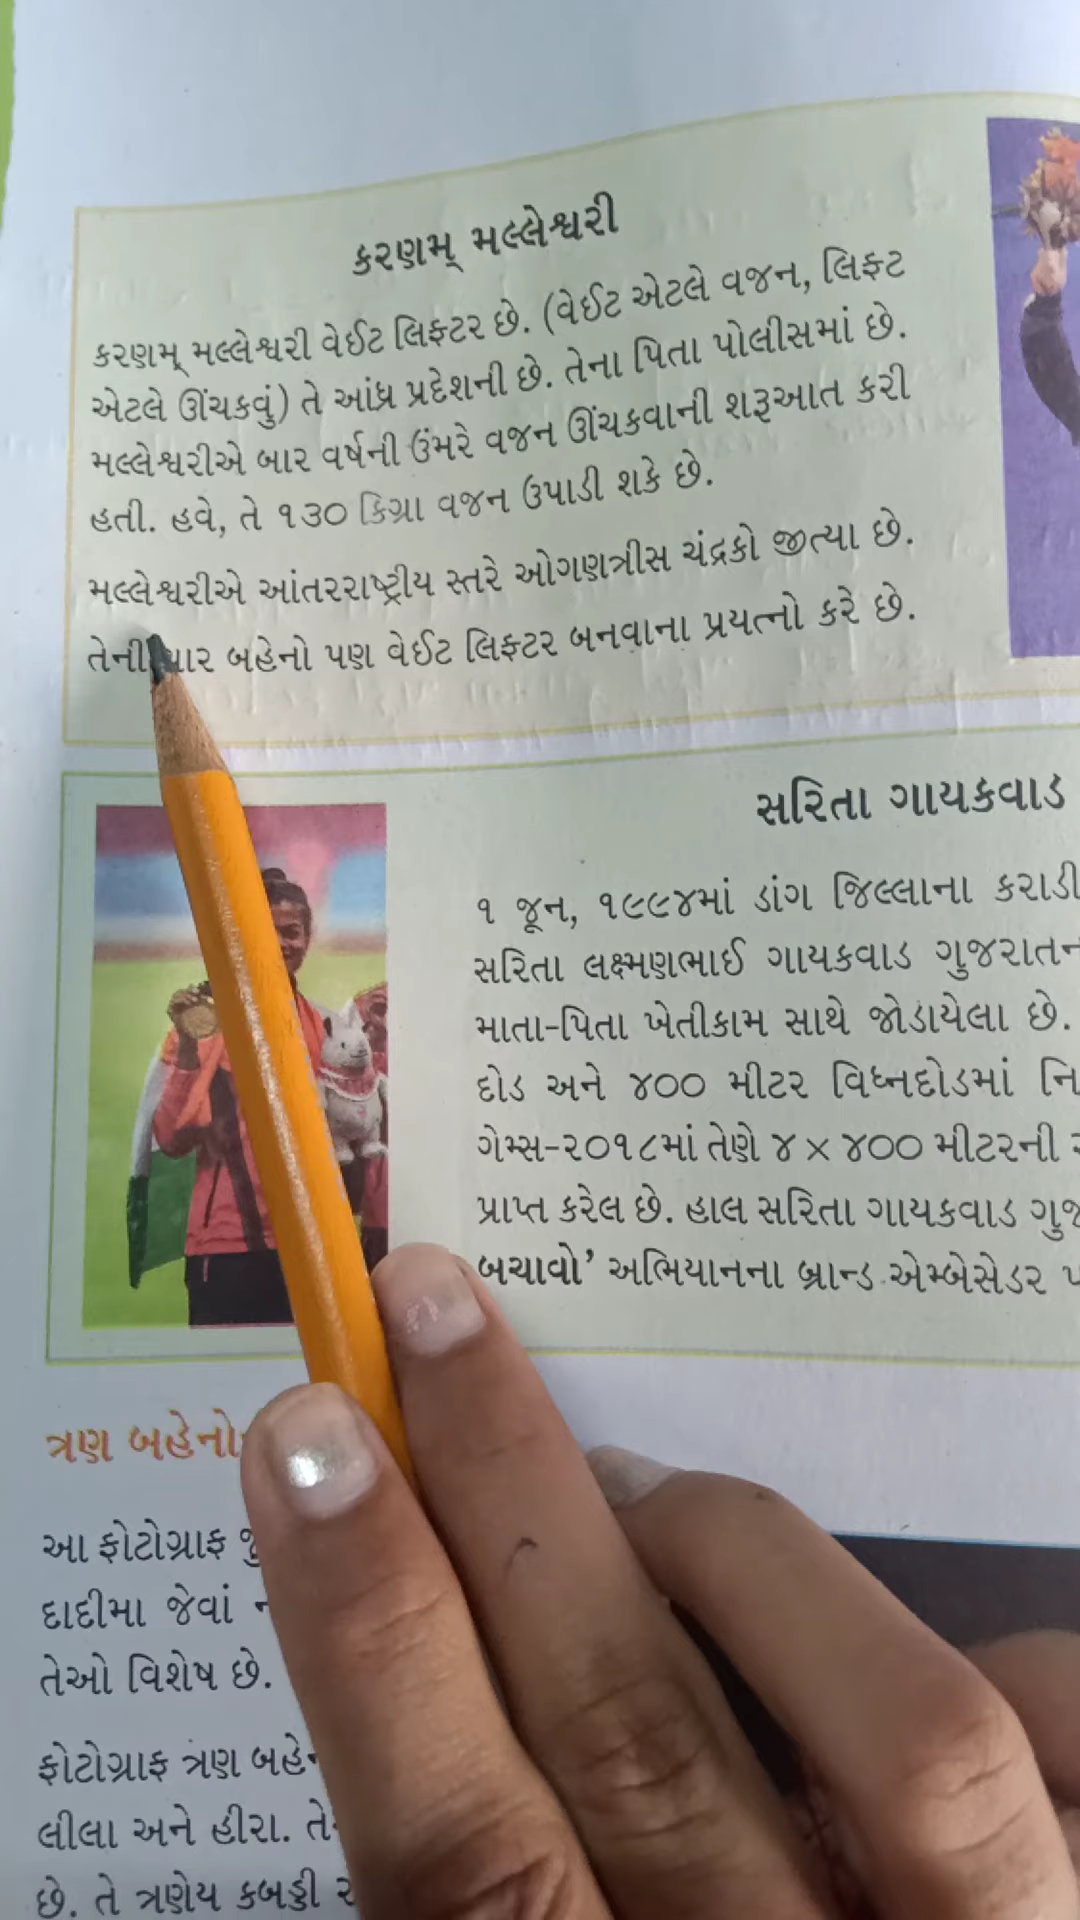 કરણમ્ મલ્લેશ્વરી
કરણમ્ મલ્લેશ્વરી વેઈટ લિફ્ટર છે. (વેઈટ એટલે વજન, લિફ્ટ
એટલે ઊંચકવું) તે આંધ્ર પ્રદેશની છે. તેના પિતા પોલીસમાં છે.
મલ્લેશ્વરીએ બાર વર્ષની ઉંમરે વજન ઊંચકવાની શરૂઆત કરી
હતી. હવે, તે ૧૩૦ કિગ્રા વજન ઉપાડી શકે છે.
મલ્લેશ્વરીએ આંતરરાષ્ટ્રીય સ્તરે ઓગણત્રીસ ચંદ્રકો જીત્યા છે.
તેની બહેનો પણ વેઈટ લિફ્ટર બનવાના પ્રયત્નો કરે છે.
સરિતા ગાયકવાડ
૧ જૂન, ૧૯૯૪માં ડાંગ જિલ્લાના કરાડી
સરિતા લક્ષ્મણભાઈ ગાયકવાડ
માતા-પિતા ખેતીકામ સાથે જોડાયેલા છે.
દોડ અને ૪૦૦ મીટર વિઘ્નદોડમાં
ગેમ્સ-૨૦૧૮માં તેણે ૪ × ૪૦૦ મીટરની
પ્રાપ્ત કરેલ છે. હાલ સરિતા ગાયકવાડ
બચાવો’ અભિયાનના બ્રાન્ડ એમ્બેસેડર
ત્રણ બહેનો
આ ફોટોગ્રાફ
દાદીમા જેવાં
તેઓ વિશેષ છે.
ફોટોગ્રાફ ત્રણ
લીલા અને હીરા.
છે. તે ત્રણેય કબડ્ડી